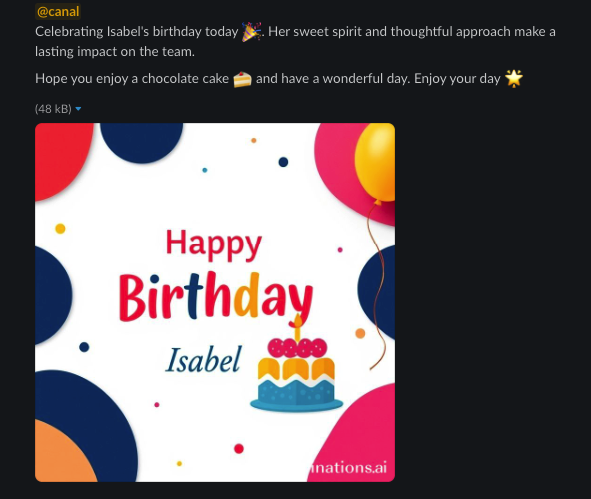 @canal
Celebrating Isabel's birthday today 🎉. Her sweet spirit and thoughtful approach make a
lasting impact on the team.
Hope you enjoy a chocolate cake 🍰 and have a wonderful day. Enjoy your day 🌟
(48 kB)
Happy
Birthday
Isabel
inations.ai